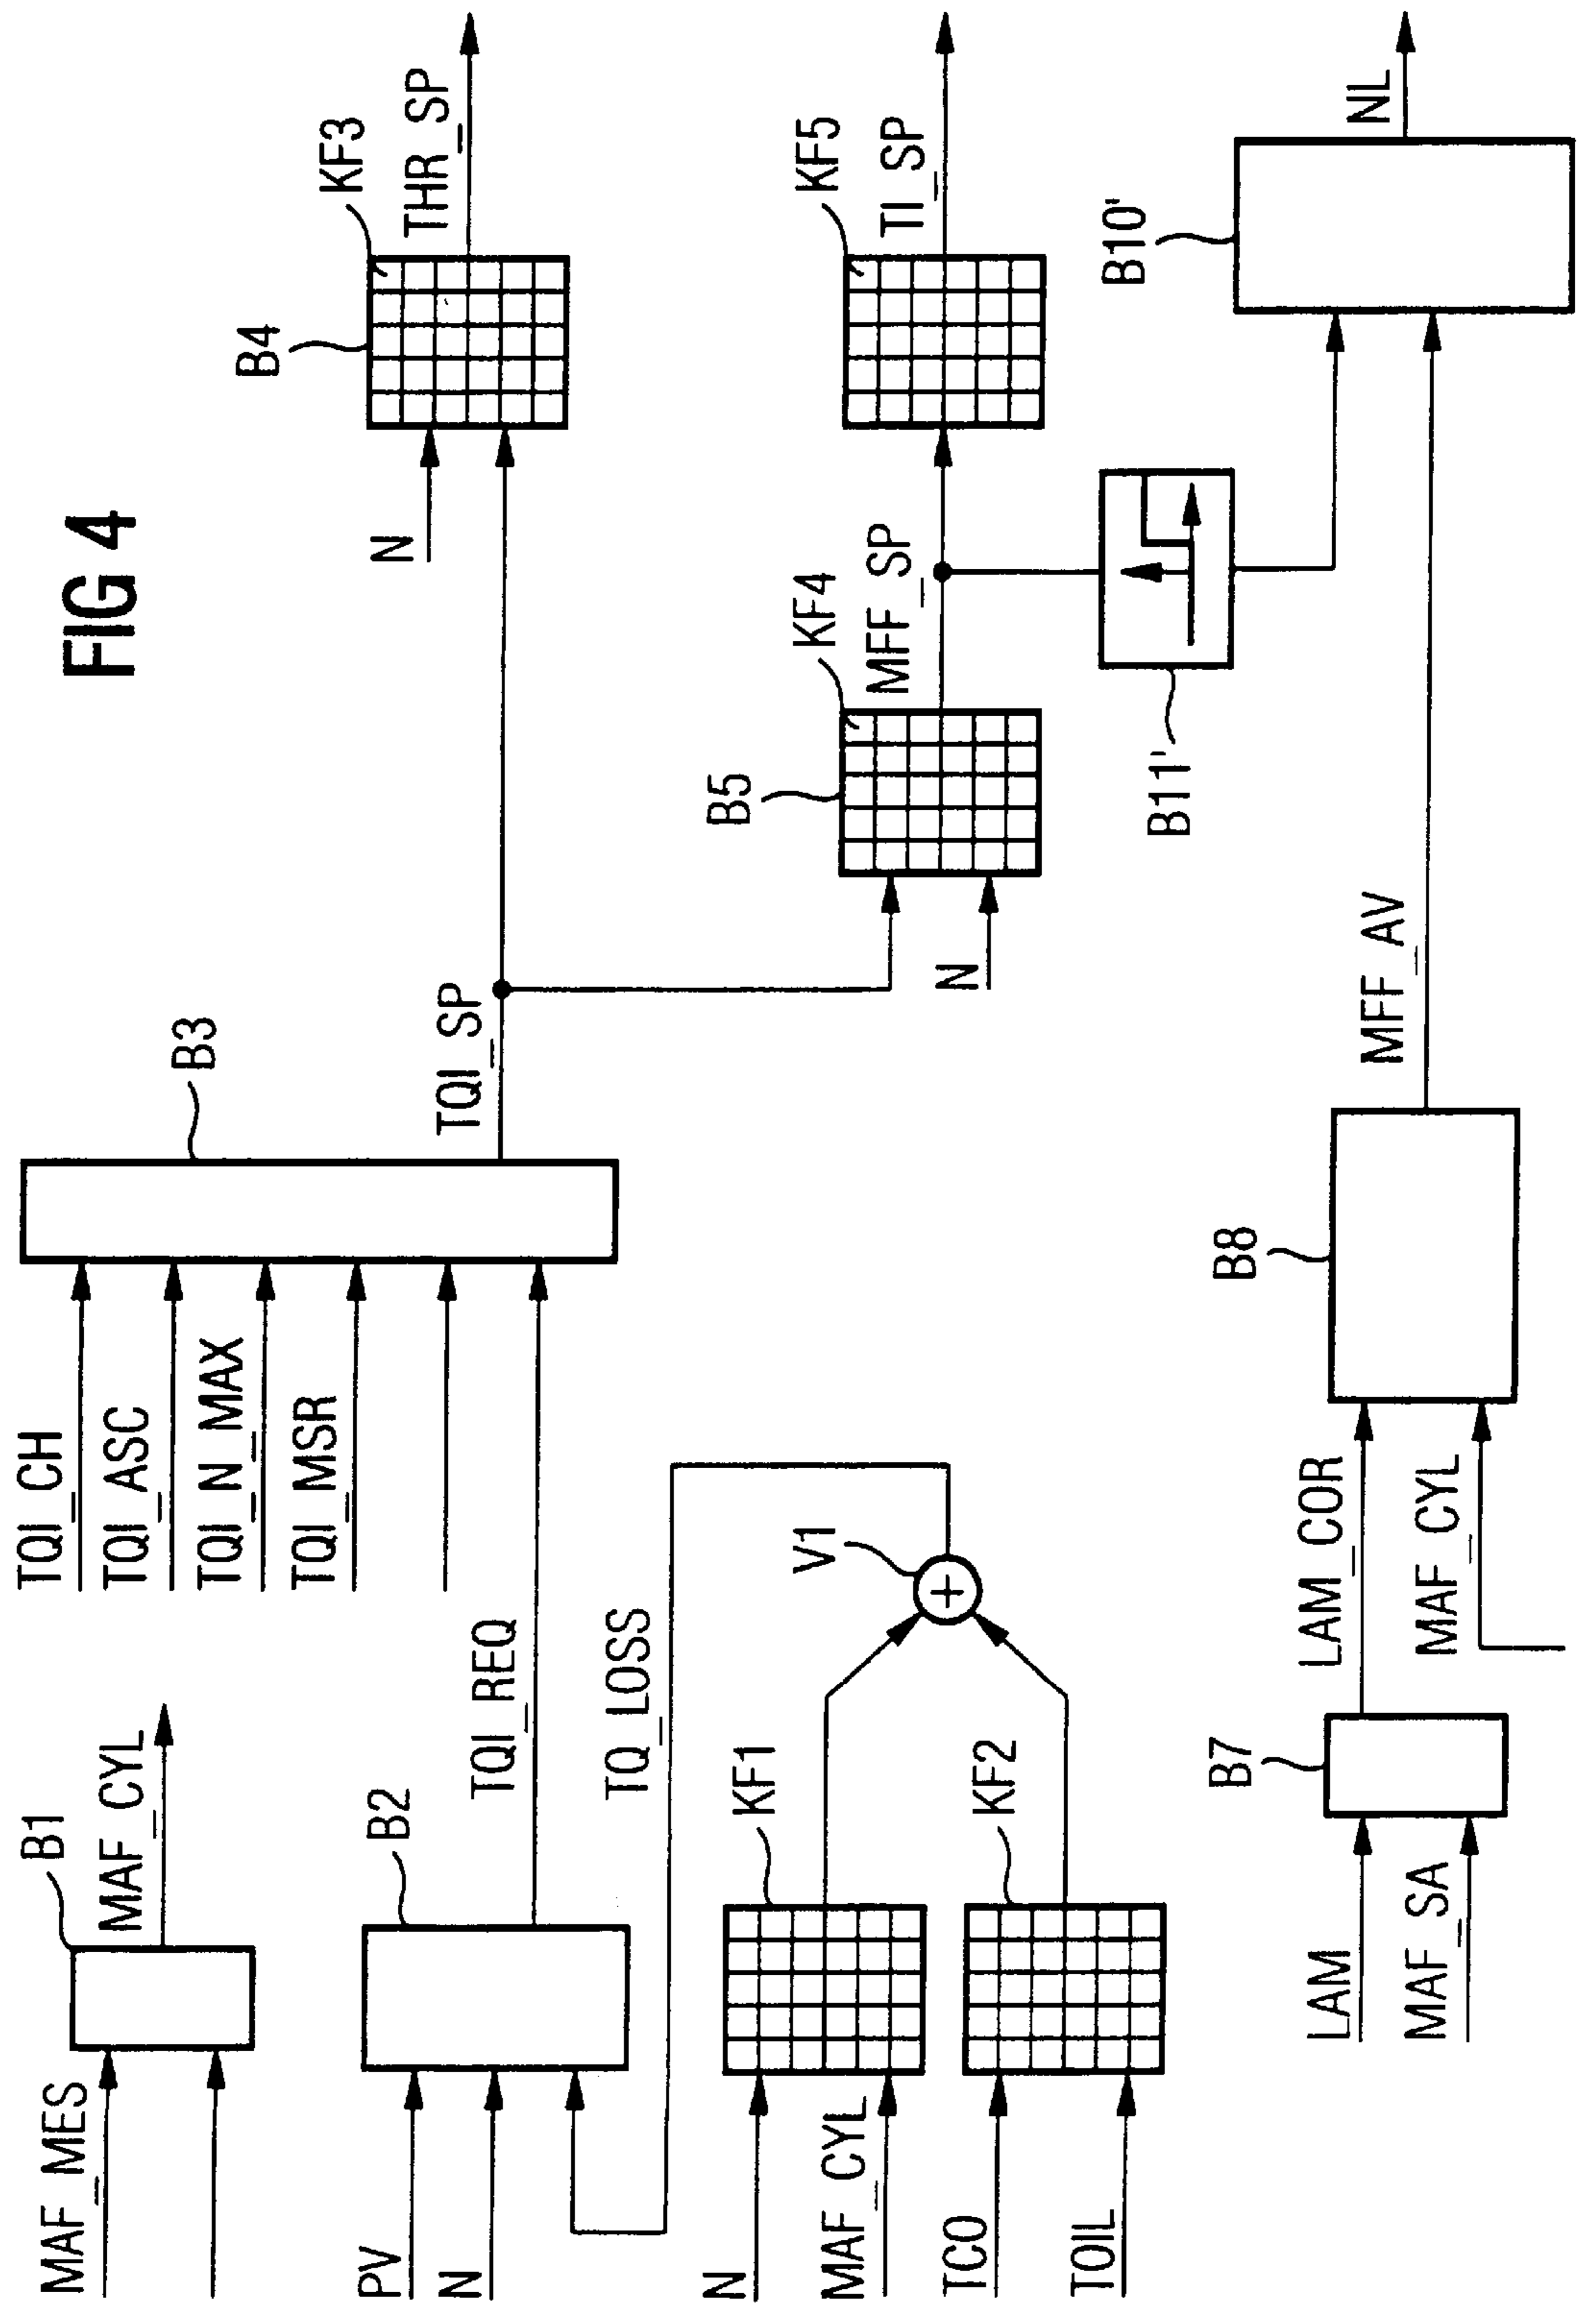 FIG 4
MAF_MES
B1
MAF_CYL
TQI_CH
TQI_ASC
TQI_N_MAX
TQI_MSR
B3
PV
N
B2
TQI_REQ
TQI_SP
N
B4
KF3
THR_SP
TQ_LOSS
N
MAF_CYL
KF1
V1
TCO
TOIL
KF2
N
B5
KF4
MFF_SP
KF5
TI_SP
B11'
B10'
NL
LAM
MAF_SA
B7
LAM_COR
MAF_CYL
B8
MFF_AV